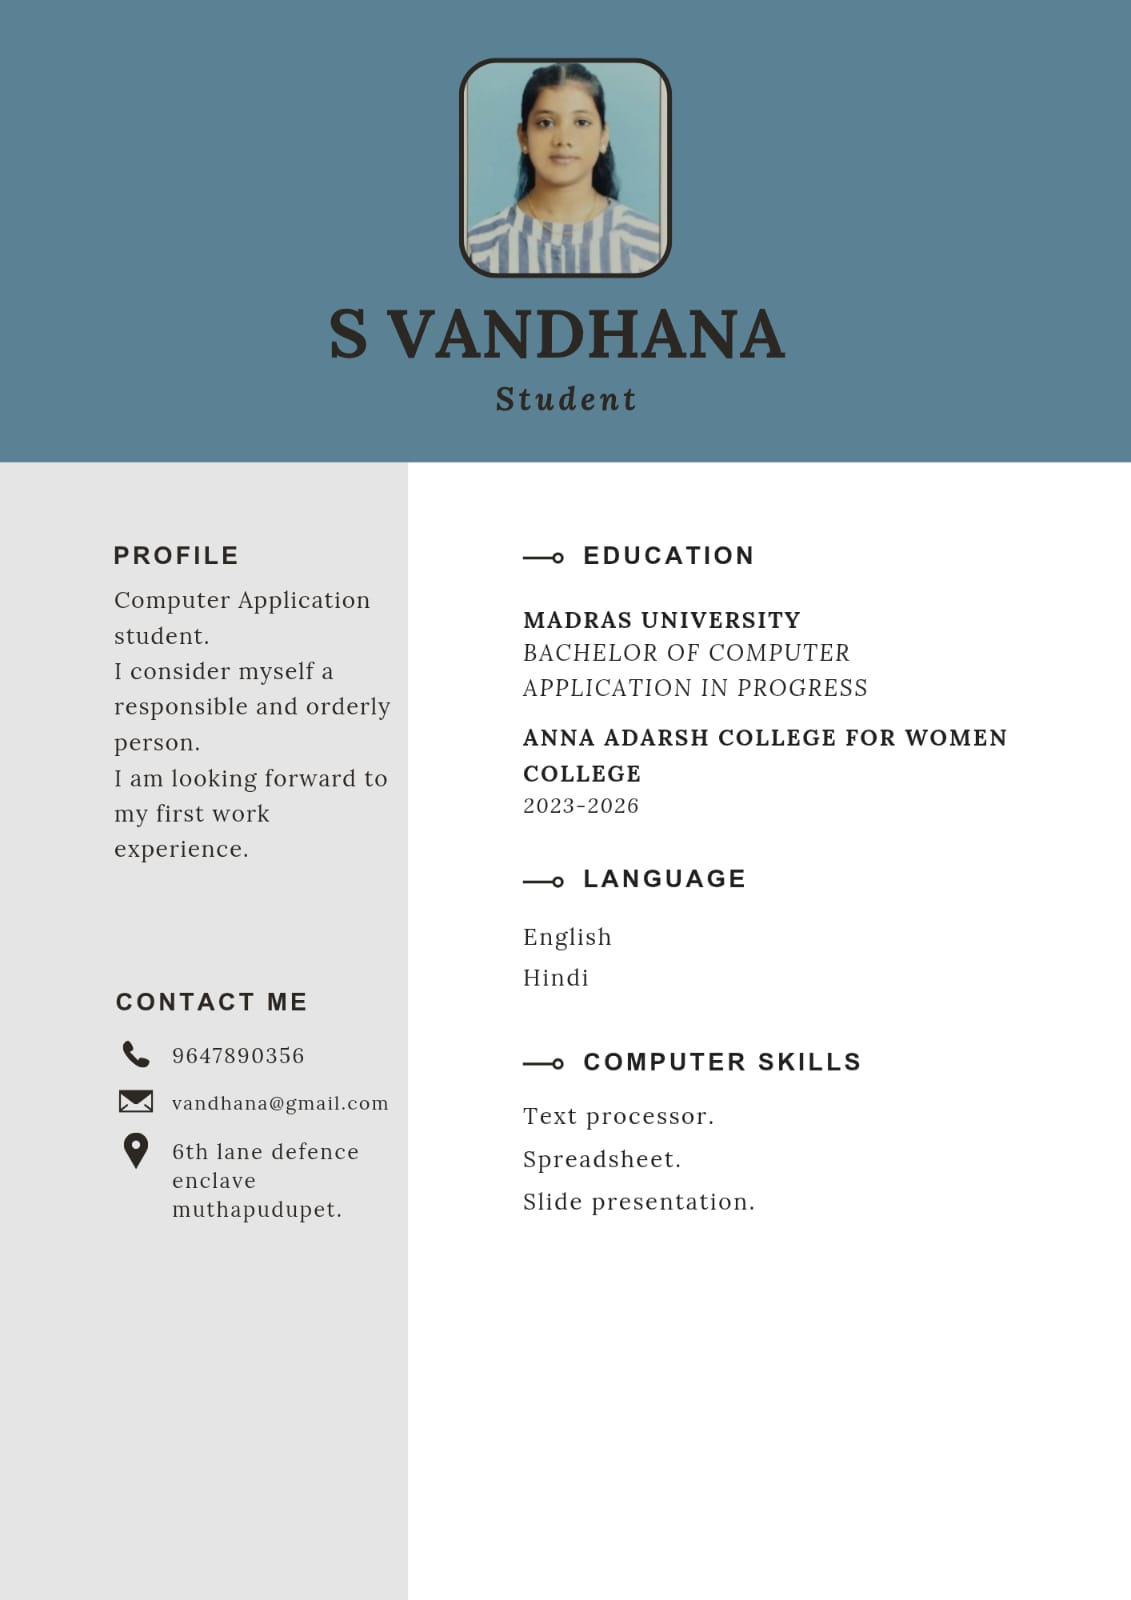 S VANDHANA
Student
PROFILE
Computer Application
student.
I consider myself a
responsible and orderly
person.
I am looking forward to
my first work
experience.
CONTACT ME
9647890356
vandhana@gmail.com
6th lane defence
enclave
muthapudupet.
EDUCATION
MADRAS UNIVERSITY
BACHELOR OF COMPUTER
APPLICATION IN PROGRESS
ANNA ADARSH COLLEGE FOR WOMEN
COLLEGE
2023-2026
LANGUAGE
English
Hindi
COMPUTER SKILLS
Text processor.
Spreadsheet.
Slide presentation.